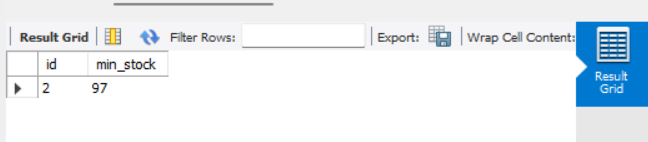 Result Grid Filter Rows: Export: Wrap Cell Content:
id min_stock
2 97
Result
Grid